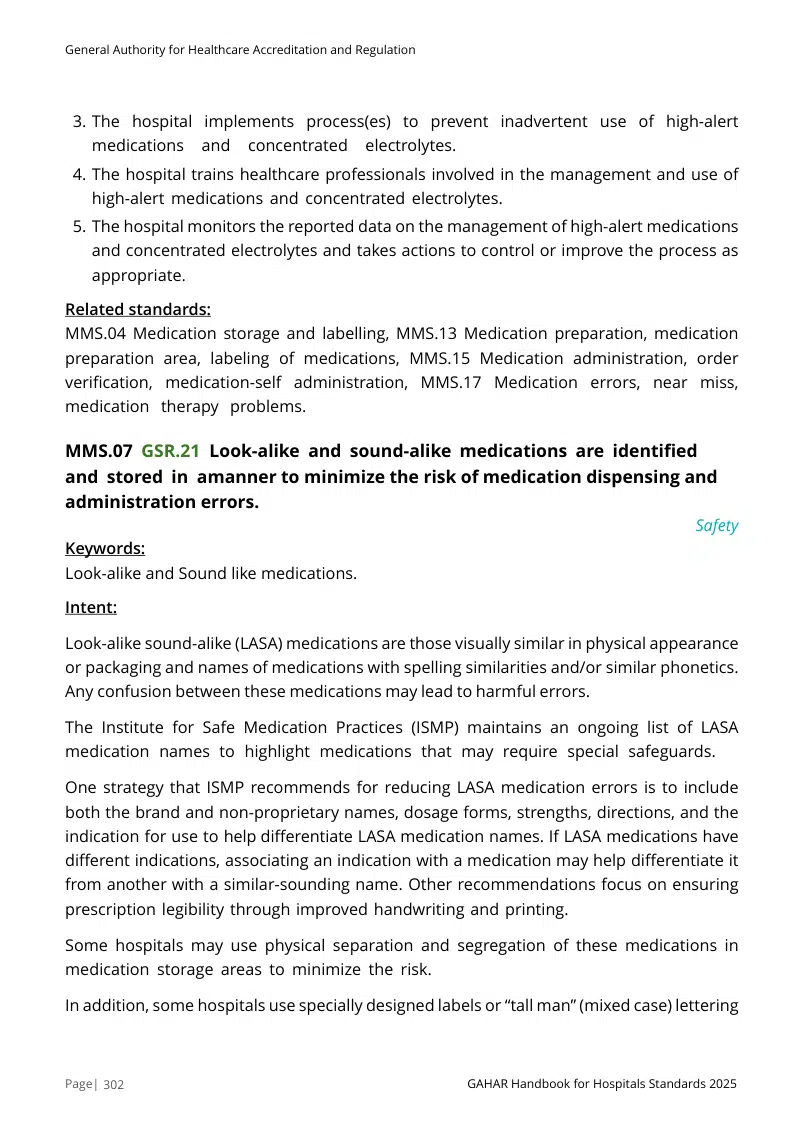 General Authority for Healthcare Accreditation and Regulation
3. The hospital implements process(es) to prevent inadvertent use of high-alert
medications and concentrated electrolytes.
4. The hospital trains healthcare professionals involved in the management and use of
high-alert medications and concentrated electrolytes.
5. The hospital monitors the reported data on the management of high-alert medications
and concentrated electrolytes and takes actions to control or improve the process as
appropriate.
Related standards:
MMS.04 Medication storage and labelling, MMS.13 Medication preparation, medication
preparation area, labeling of medications, MMS.15 Medication administration, order
verification, medication-self administration, MMS.17 Medication errors, near miss,
medication therapy problems.
MMS.07 GSR.21 Look-alike and sound-alike medications are identified
and stored in amanner to minimize the risk of medication dispensing and
administration errors.
Safety
Keywords:
Look-alike and Sound like medications.
Intent:
Look-alike sound-alike (LASA) medications are those visually similar in physical appearance
or packaging and names of medications with spelling similarities and/or similar phonetics.
Any confusion between these medications may lead to harmful errors.
The Institute for Safe Medication Practices (ISMP) maintains an ongoing list of LASA
medication names to highlight medications that may require special safeguards.
One strategy that ISMP recommends for reducing LASA medication errors is to include
both the brand and non-proprietary names, dosage forms, strengths, directions, and the
indication for use to help differentiate LASA medication names. If LASA medications have
different indications, associating an indication with a medication may help differentiate it
from another with a similar-sounding name. Other recommendations focus on ensuring
prescription legibility through improved handwriting and printing.
Some hospitals may use physical separation and segregation of these medications in
medication storage areas to minimize the risk.
In addition, some hospitals use specially designed labels or “tall man” (mixed case) lettering
Page| 302
GAHAR Handbook for Hospitals Standards 2025